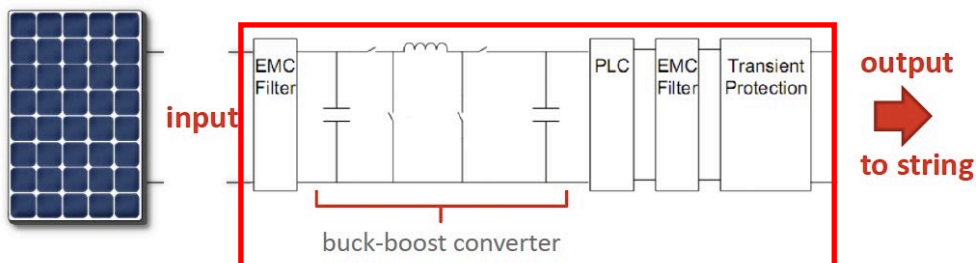 input
EMC
Filter
PLC
EMC
Filter
Transient
Protection
output
to string
buck-boost converter